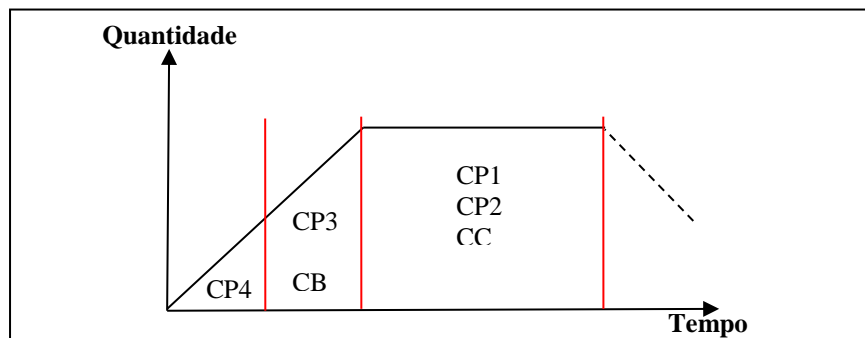 Quantidade
CP1
CP2
CP3
CC
CP4
CB
Tempo